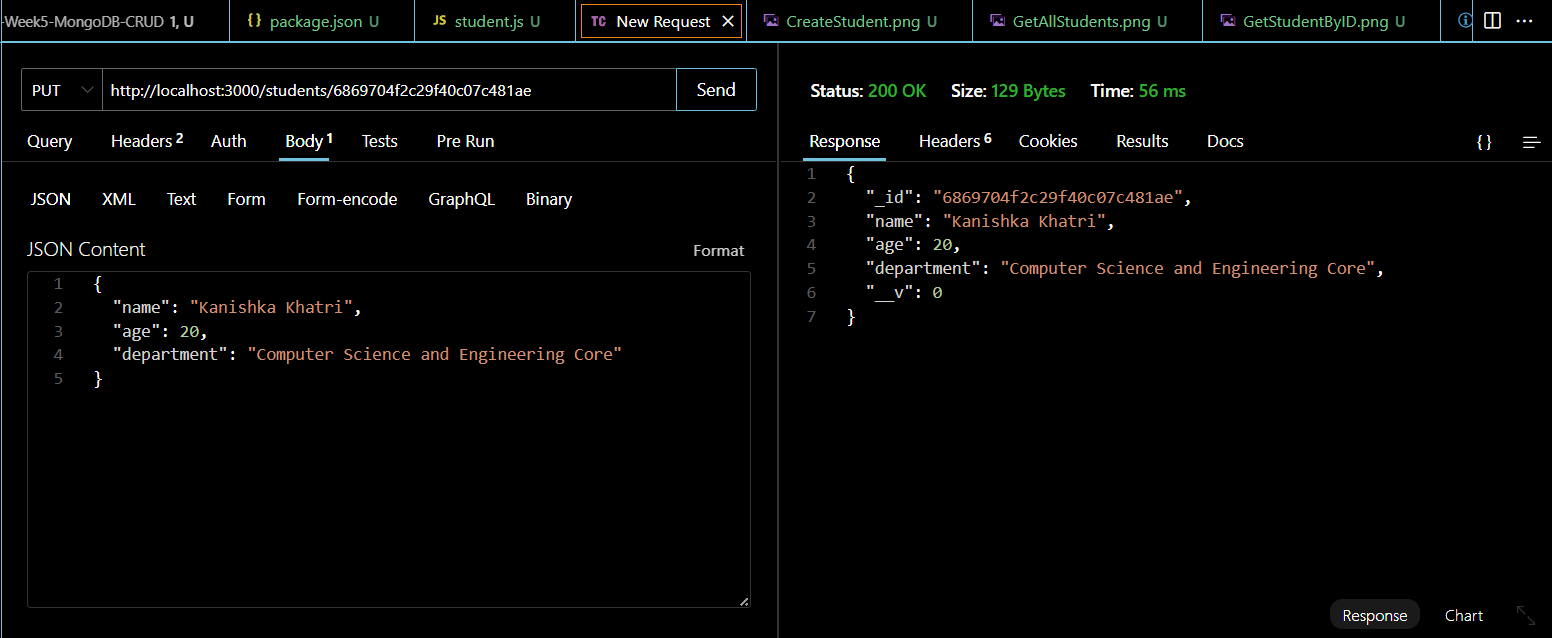 -Week5-MongoDB-CRUD 1, U {} package.json U JS student.js U TC New Request × CreateStudent.png U GetAllStudents.png U GetStudentByID.png U
PUT http://localhost:3000/students/6869704f2c29f40c07c481ae Send
Query Headers 2 Auth Body 1 Tests Pre Run
JSON XML Text Form Form-encode GraphQL Binary
JSON Content Format
1 {
2 "name": "Kanishka Khatri",
3 "age": 20,
4 "department": "Computer Science and Engineering Core"
5 }
Status: 200 OK Size: 129 Bytes Time: 56 ms
Response Headers 6 Cookies Results Docs {}
1 {
2 "_id": "6869704f2c29f40c07c481ae",
3 "name": "Kanishka Khatri",
4 "age": 20,
5 "department": "Computer Science and Engineering Core",
6 "__v": 0
7 }
Response Chart